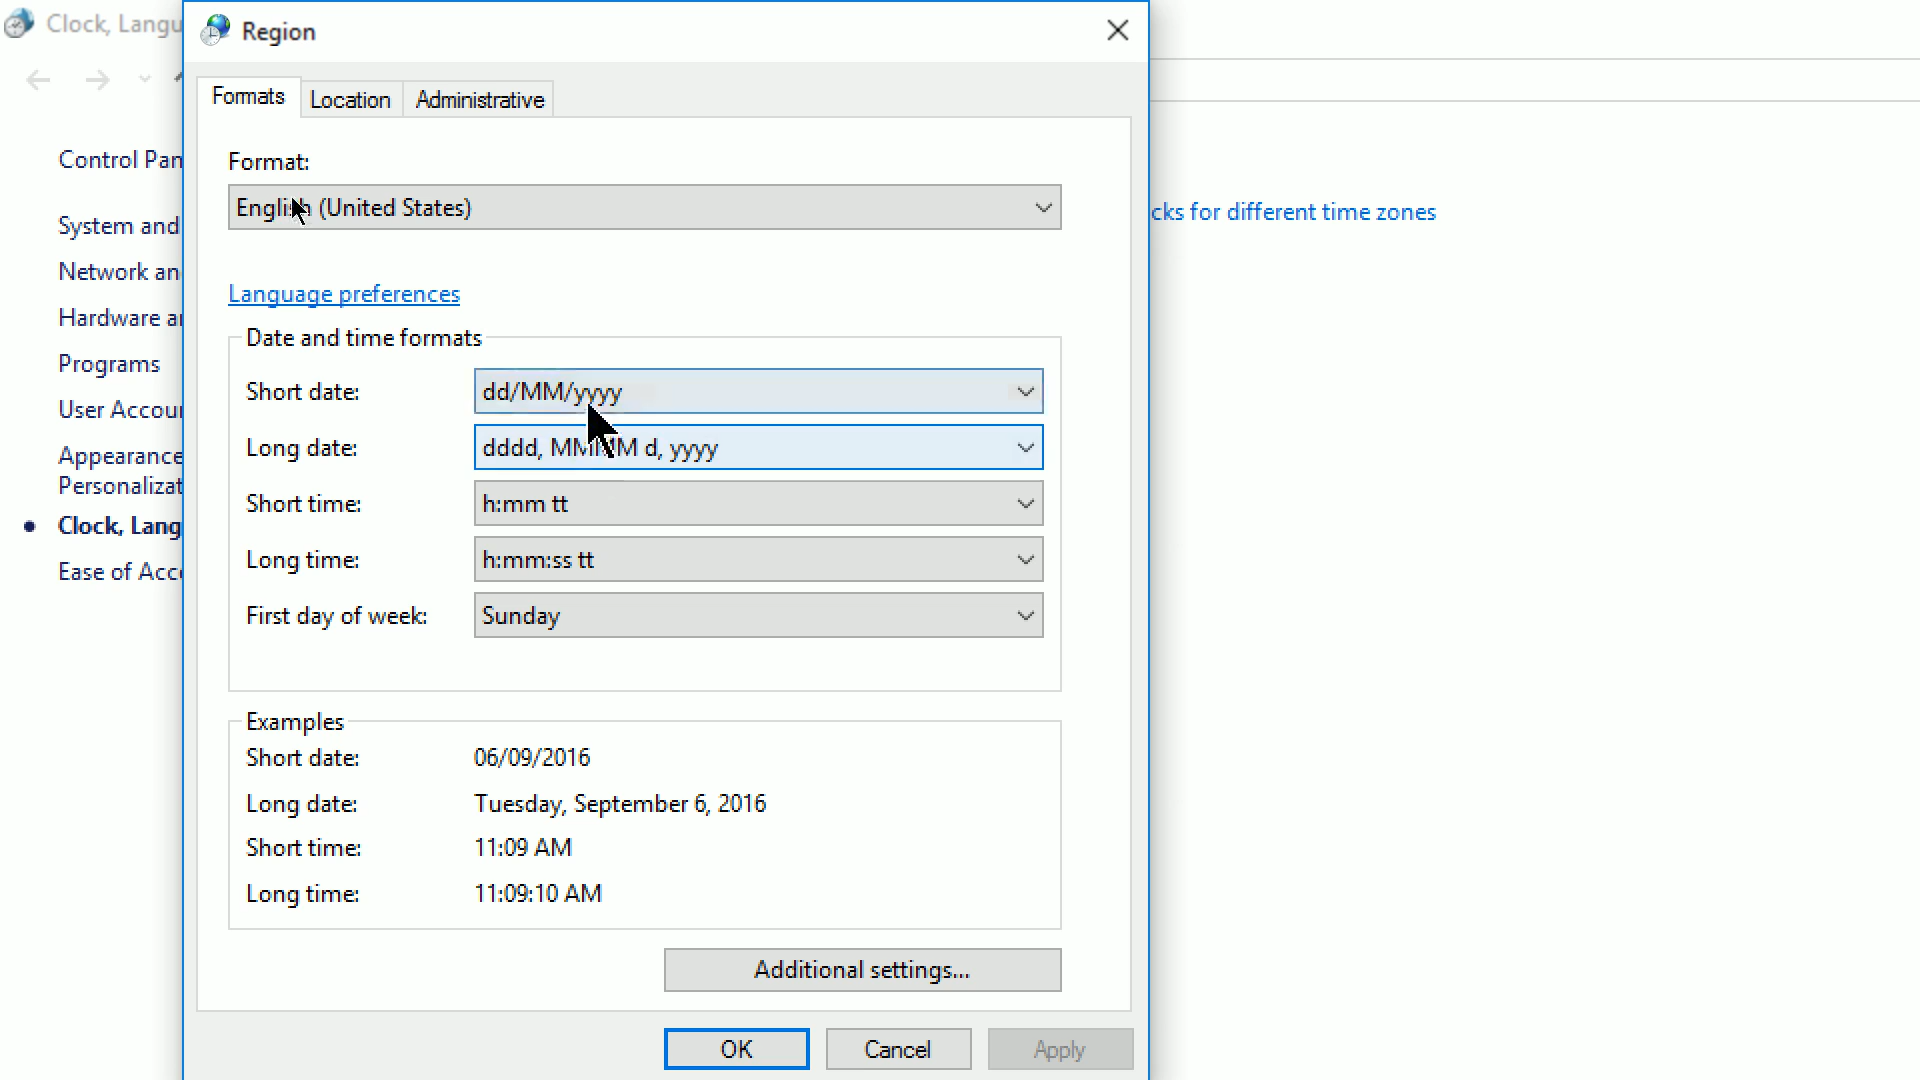 Clock, Langu
Region
Formats
Location
Administrative
Control Pan
Format:
English (United States)
System and
cks for different time zones
Network an
Language preferences
Hardware a
Date and time formats
Programs
Short date:
dd/MM/yyyy
User Accou
Long date:
dddd, MMMM d, yyyy
Appearance
Personalizat
Short time:
h:mm tt
Clock, Lang
Long time:
h:mm:ss tt
Ease of Acc
First day of week:
Sunday
Examples
Short date:
06/09/2016
Long date:
Tuesday, September 6, 2016
Short time:
11:09 AM
Long time:
11:09:10 AM
Additional settings...
OK
Cancel
Apply